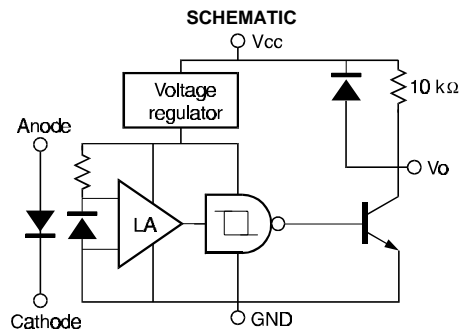 SCHEMATIC
Vcc
Voltage
regulator
10 kΩ
Anode
Vo
LA
Cathode
GND